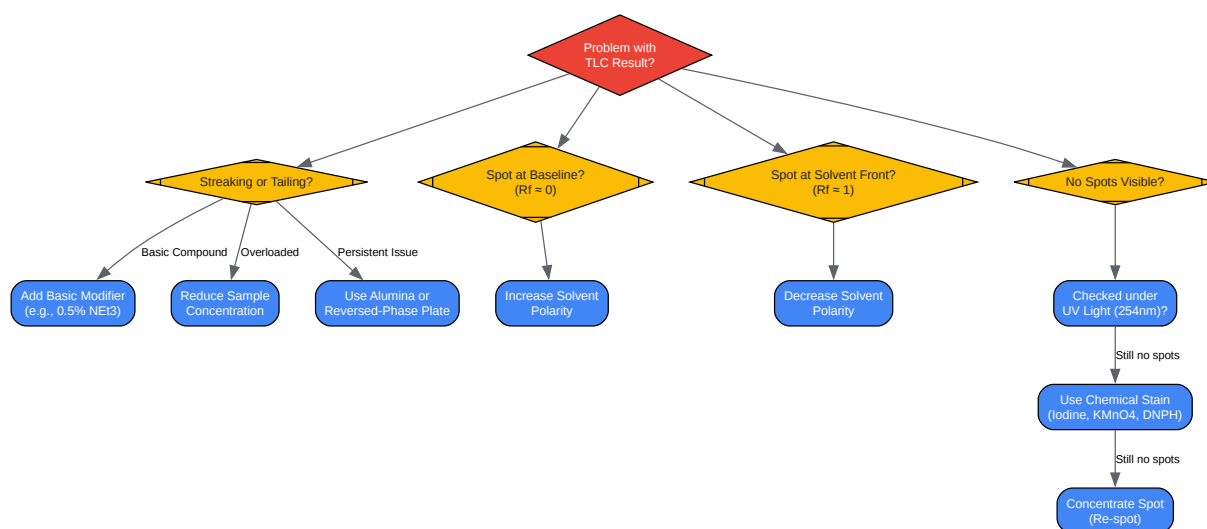 Problem with
TLC Result?
Streaking or Tailing?
Spot at Baseline?
(Rf ≈ 0)
Spot at Solvent Front?
(Rf ≈ 1)
No Spots Visible?
Basic Compound
Overloaded
Persistent Issue
Add Basic Modifier
(e.g., 0.5% NEt3)
Reduce Sample
Concentration
Use Alumina or
Reversed-Phase Plate
Increase Solvent
Polarity
Decrease Solvent
Polarity
Checked under
UV Light (254nm)?
Still no spots
Use Chemical Stain
(Iodine, KMnO4, DNPH)
Still no spots
Concentrate Spot
(Re-spot)